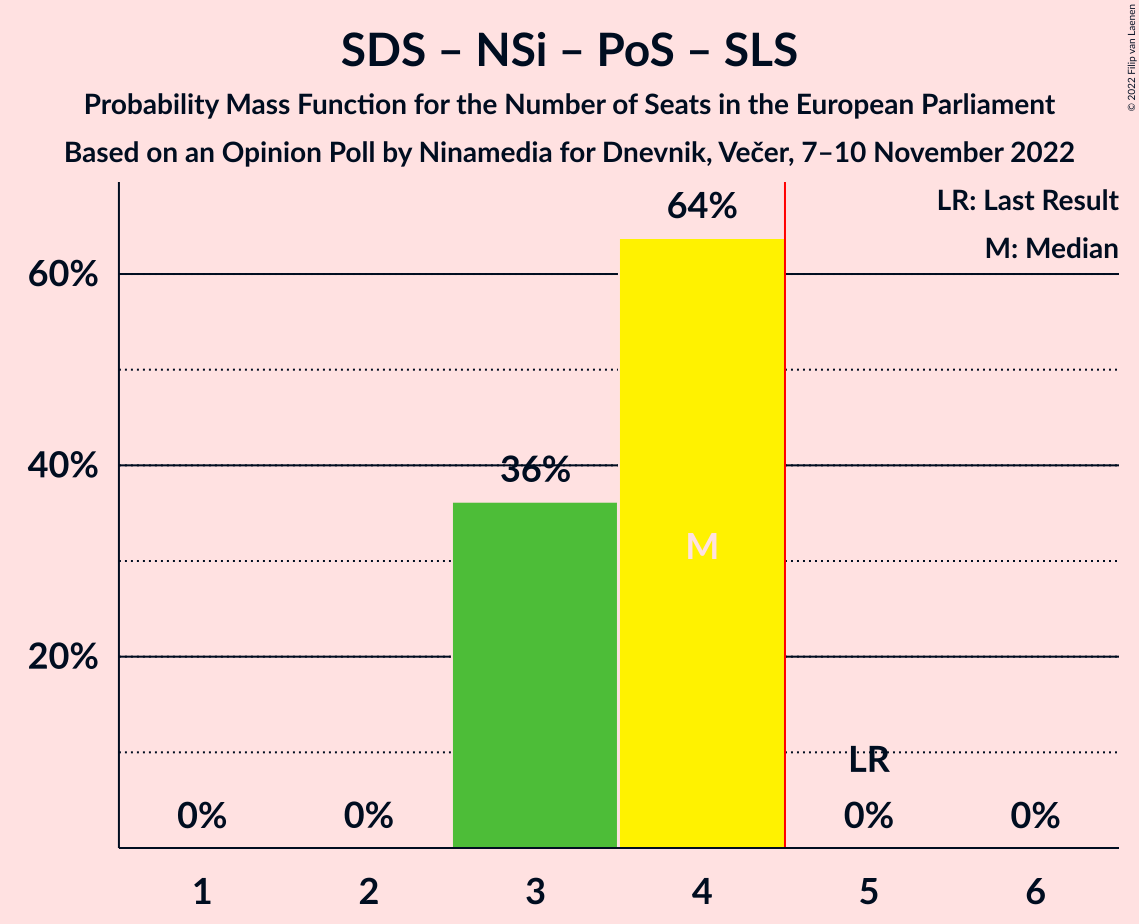 SDS – NSi – PoS – SLS
Probability Mass Function for the Number of Seats in the European Parliament
Based on an Opinion Poll by Ninamedia for Dnevnik, Večer, 7–10 November 2022
© 2022 Filip van Laenen
LR: Last Result
M: Median
64%
60%
40%
36%
M
20%
LR
0%
0%
0%
0%
1
2
3
4
5
6